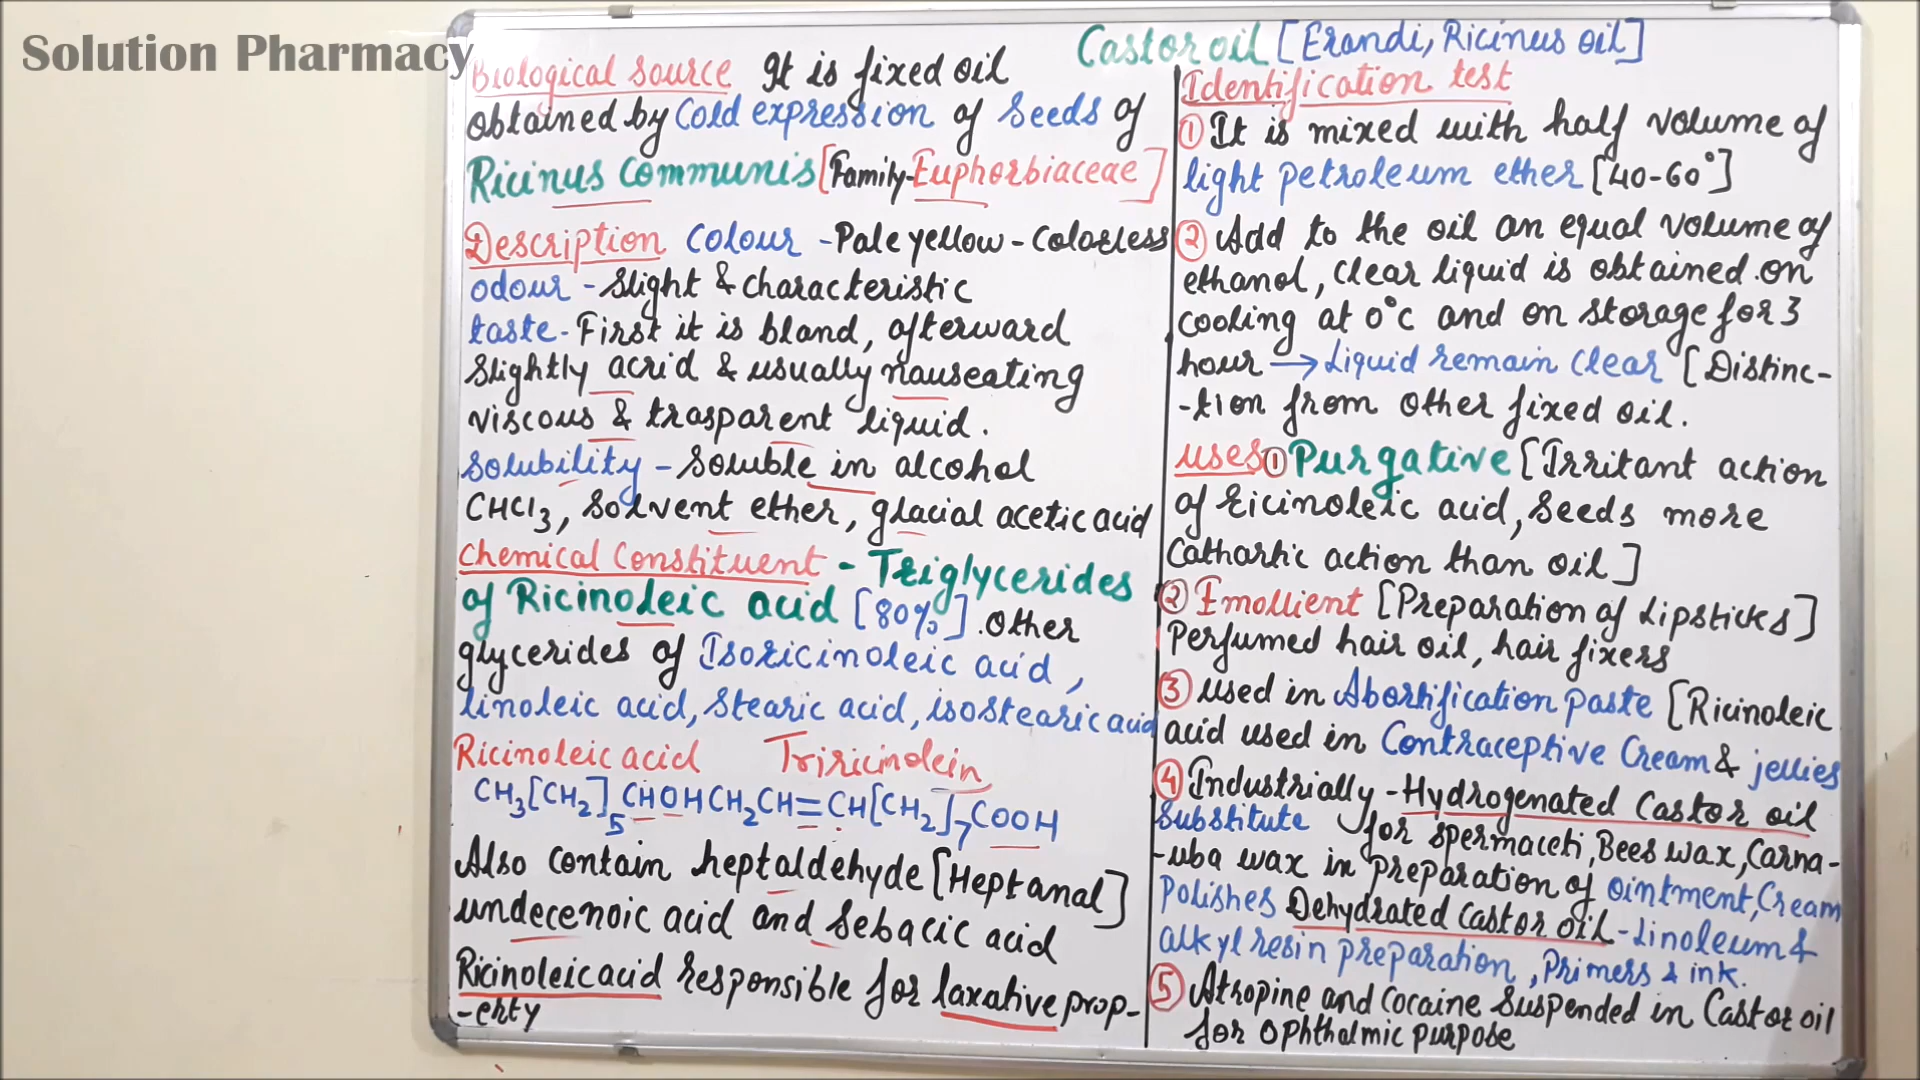 Solution Pharmacy
Castor oil [Erandi, Ricinus oil]
Biological source It is fixed oil
obtained by Cold expression of Seeds of
Ricinus Communis [Family-Euphorbiaceae]
Description Colour - Pale yellow - Colorless
odour - Slight & characteristic
taste - First it is bland, afterward
Slightly acrid & usually nauseating
viscous & trasparent liquid.
Solubility - Soluble in alcohol
CHCl3, Solvent ether, glacial acetic acid
Chemical Constituent - Triglycerides
of Ricinoleic acid [80%]. Other
glycerides of Isoricinoleic acid,
linoleic acid, Stearic acid, isostearic acid
Ricinoleic acid Triricinolein
CH3[CH2]5CHOHCH2CH=CH[CH2]7COOH
Also Contain heptaldehyde [Heptanal]
undecenoic acid and Sebacic acid
Ricinoleic acid responsible for laxative prop-
-erty
Identification test
① It is mixed with half volume of
light petroleum ether [40-60°]
② Add to the oil an equal volume of
ethanol, clear liquid is obtained. on
Cooling at 0°C and on storage for 3
hour → Liquid remain Clear [Distinc-
-tion from other fixed oil.
uses ① Purgative [Irritant action
of Ricinoleic acid, Seeds more
Cathartic action than oil]
② Emollient [Preparation of Lipsticks]
Perfumed hair oil, hair fixers
③ used in Abortification paste [Ricinoleic
acid used in Contraceptive Cream & jellies
④ Industrially - Hydrogenated Castor oil
Substitute for spermaceti, Bees wax, Carna-
-uba wax in preparation of ointment, Cream
Polishes Dehydrated Castor oil - Linoleum &
alkyl resin preparation, Primers & ink.
⑤ Atropine and Cocaine Suspended in Castor oil
for Ophthalmic purpose